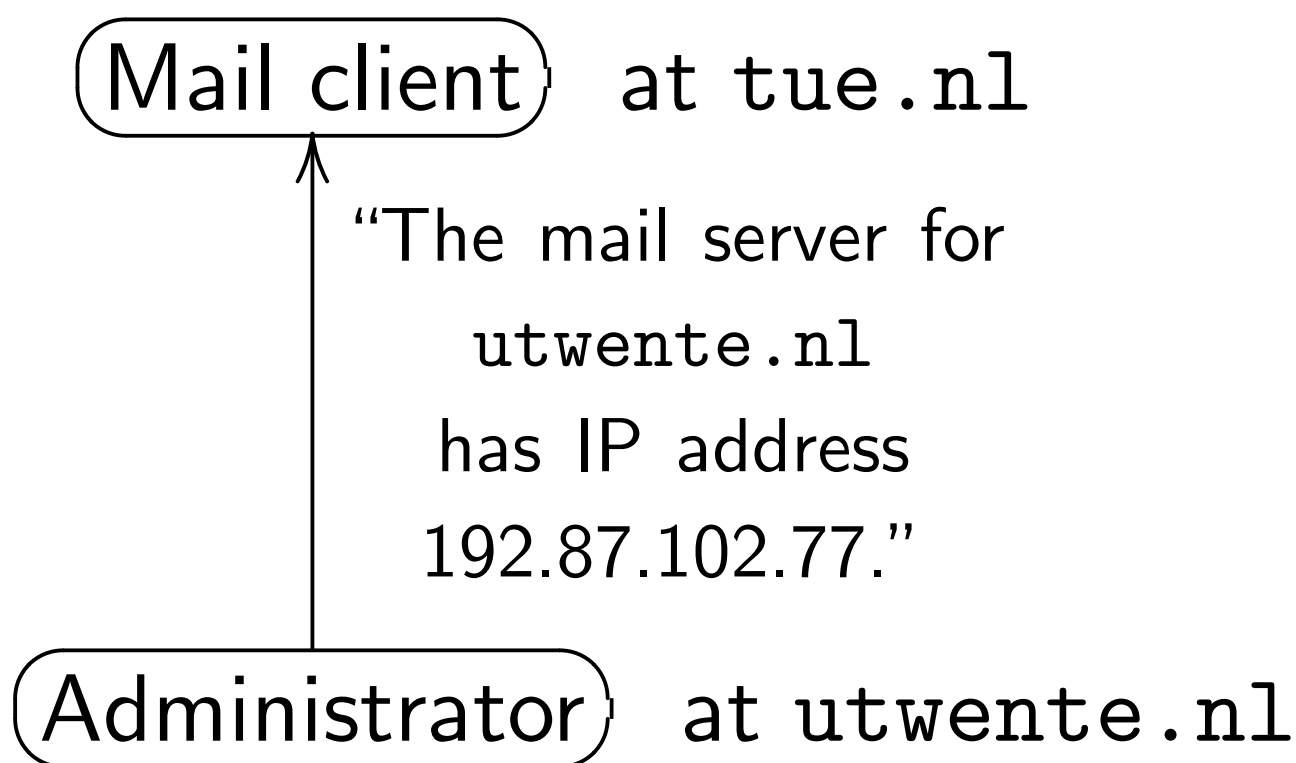 Mail client at tue.nl
“The mail server for
utwente.nl
has IP address
192.87.102.77.”
Administrator at utwente.nl